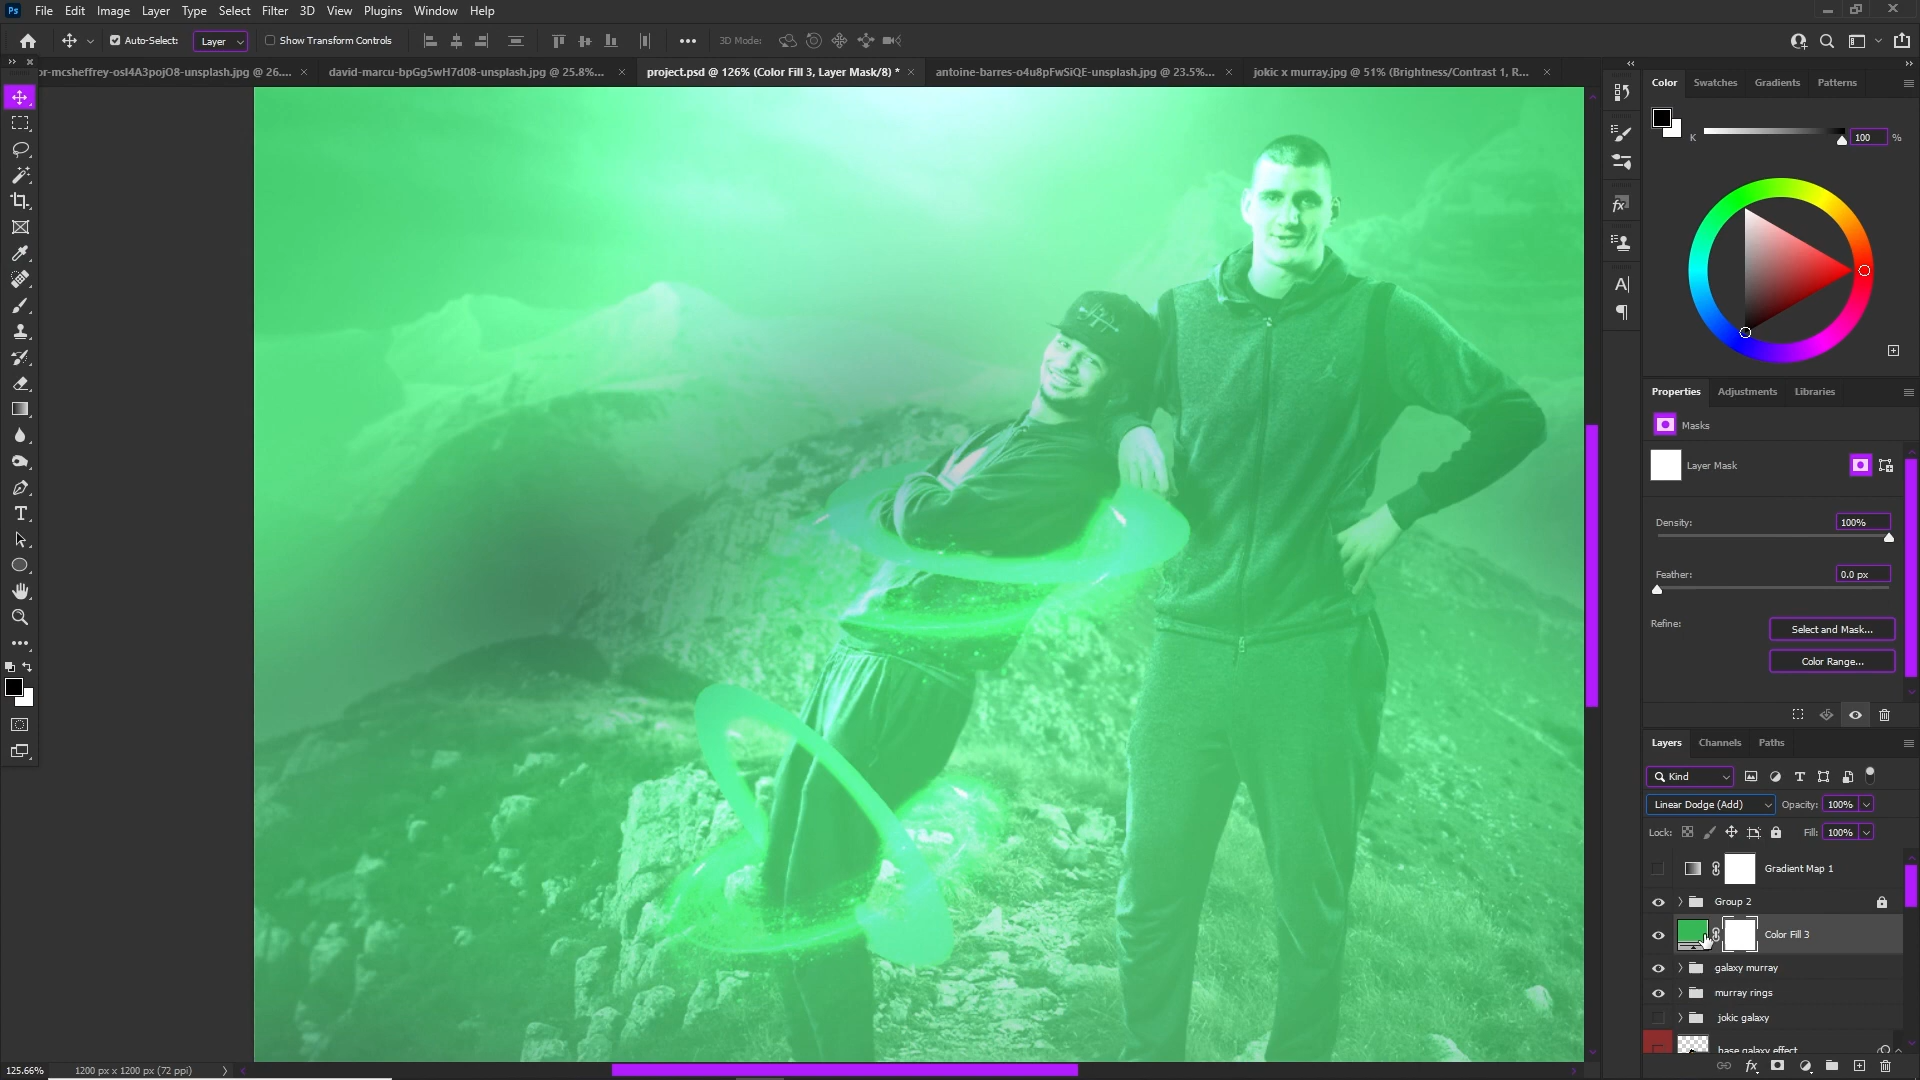 Ps File Edit Image Layer Type Select Filter 3D View Plugins Window Help
Auto-Select: Layer Show Transform Controls 3D Mode:
or-mcsheffrey-osI4A3pojO8-unsplash.jpg @ 26.... david-marcu-bpGg5wH7d08-unsplash.jpg @ 25.8%... project.psd @ 126% (Color Fill 3, Layer Mask/8) * antoine-barres-o4u8pFwSiQE-unsplash.jpg @ 23.5%... jokic x murray.jpg @ 51% (Brightness/Contrast 1, R...
Color Swatches Gradients Patterns
K 100 %
Properties Adjustments Libraries
Masks
Layer Mask
Density: 100%
Feather: 0.0 px
Refine: Select and Mask...
Color Range...
Layers Channels Paths
Kind
Linear Dodge (Add) Opacity: 100%
Lock: Fill: 100%
Gradient Map 1
Group 2
Color Fill 3
galaxy murray
murray rings
jokic galaxy
base galaxy effect
125.66% 1200 px x 1200 px (72 ppi)